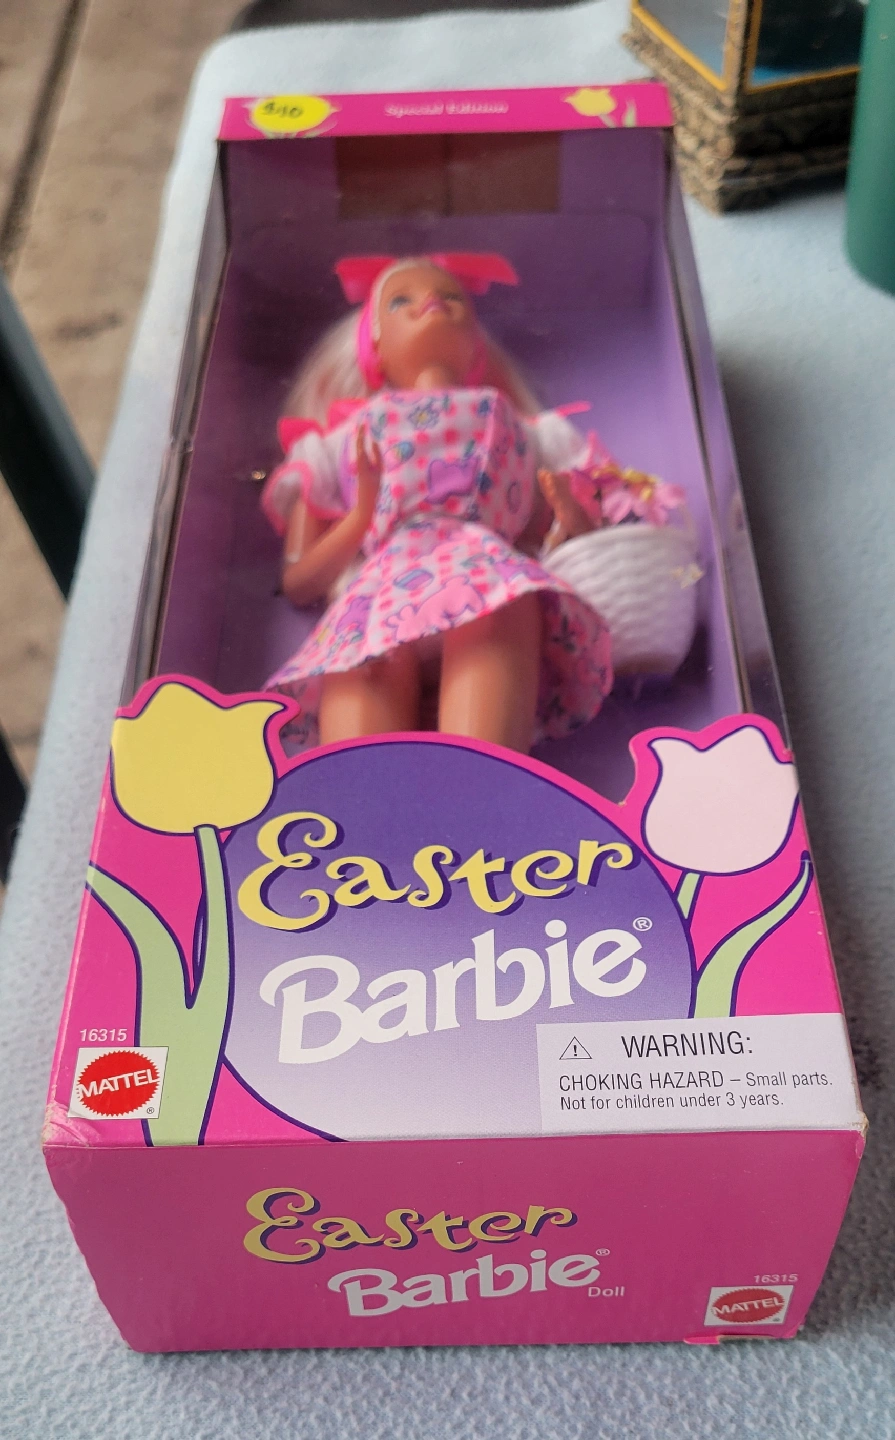 $10
Special Edition
Easter
Barbie®
16315
MATTEL®
⚠ WARNING:
CHOKING HAZARD – Small parts.
Not for children under 3 years.
Easter
Barbie®
Doll
16315
MATTEL®